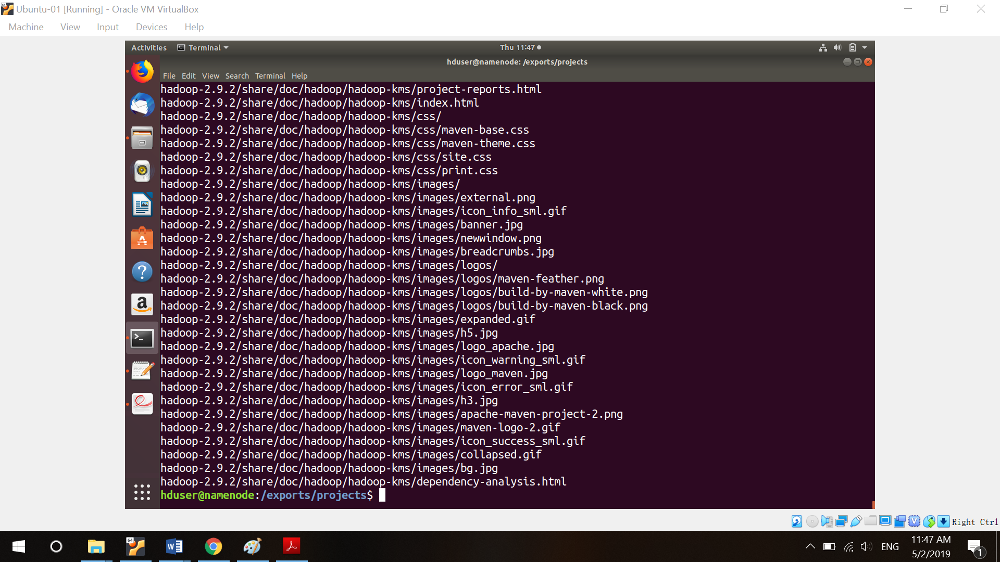 Ubuntu-01 [Running] - Oracle VM VirtualBox
Machine View Input Devices Help
Activities Terminal Thu 11:47
hduser@namenode: /exports/projects
File Edit View Search Terminal Help
hadoop-2.9.2/share/doc/hadoop/hadoop-kms/project-reports.html
hadoop-2.9.2/share/doc/hadoop/hadoop-kms/index.html
hadoop-2.9.2/share/doc/hadoop/hadoop-kms/css/
hadoop-2.9.2/share/doc/hadoop/hadoop-kms/css/maven-base.css
hadoop-2.9.2/share/doc/hadoop/hadoop-kms/css/maven-theme.css
hadoop-2.9.2/share/doc/hadoop/hadoop-kms/css/site.css
hadoop-2.9.2/share/doc/hadoop/hadoop-kms/css/print.css
hadoop-2.9.2/share/doc/hadoop/hadoop-kms/images/
hadoop-2.9.2/share/doc/hadoop/hadoop-kms/images/external.png
hadoop-2.9.2/share/doc/hadoop/hadoop-kms/images/icon_info_sml.gif
hadoop-2.9.2/share/doc/hadoop/hadoop-kms/images/banner.jpg
hadoop-2.9.2/share/doc/hadoop/hadoop-kms/images/newwindow.png
hadoop-2.9.2/share/doc/hadoop/hadoop-kms/images/breadcrumbs.jpg
hadoop-2.9.2/share/doc/hadoop/hadoop-kms/images/logos/
hadoop-2.9.2/share/doc/hadoop/hadoop-kms/images/logos/maven-feather.png
hadoop-2.9.2/share/doc/hadoop/hadoop-kms/images/logos/build-by-maven-white.png
hadoop-2.9.2/share/doc/hadoop/hadoop-kms/images/logos/build-by-maven-black.png
hadoop-2.9.2/share/doc/hadoop/hadoop-kms/images/expanded.gif
hadoop-2.9.2/share/doc/hadoop/hadoop-kms/images/h5.jpg
hadoop-2.9.2/share/doc/hadoop/hadoop-kms/images/logo_apache.jpg
hadoop-2.9.2/share/doc/hadoop/hadoop-kms/images/icon_warning_sml.gif
hadoop-2.9.2/share/doc/hadoop/hadoop-kms/images/logo_maven.jpg
hadoop-2.9.2/share/doc/hadoop/hadoop-kms/images/icon_error_sml.gif
hadoop-2.9.2/share/doc/hadoop/hadoop-kms/images/h3.jpg
hadoop-2.9.2/share/doc/hadoop/hadoop-kms/images/apache-maven-project-2.png
hadoop-2.9.2/share/doc/hadoop/hadoop-kms/images/maven-logo-2.gif
hadoop-2.9.2/share/doc/hadoop/hadoop-kms/images/icon_success_sml.gif
hadoop-2.9.2/share/doc/hadoop/hadoop-kms/images/collapsed.gif
hadoop-2.9.2/share/doc/hadoop/hadoop-kms/images/bg.jpg
hadoop-2.9.2/share/doc/hadoop/hadoop-kms/dependency-analysis.html
hduser@namenode:/exports/projects$
Right Ctrl
64
ENG
11:47 AM
5/2/2019
1